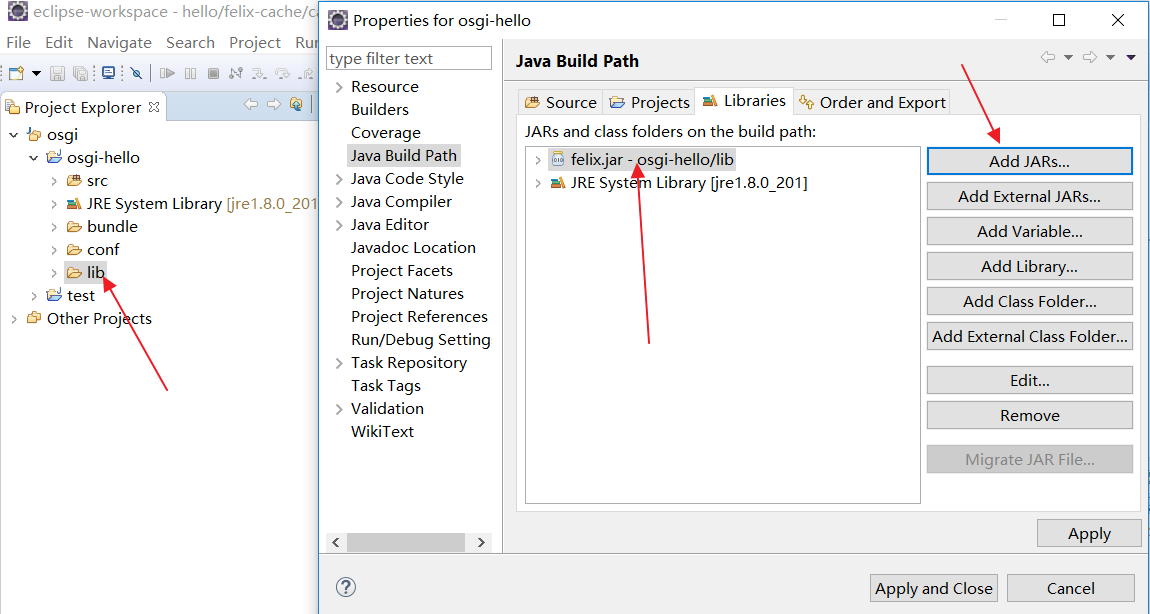 eclipse-workspace - hello/felix-cache/ca
File Edit Navigate Search Project Run
Project Explorer
osgi
osgi-hello
src
JRE System Library [jre1.8.0_201
bundle
conf
lib
test
Other Projects
Properties for osgi-hello
type filter text
Resource
Builders
Coverage
Java Build Path
Java Code Style
Java Compiler
Java Editor
Javadoc Location
Project Facets
Project Natures
Project References
Run/Debug Setting
Task Repository
Task Tags
Validation
WikiText
Java Build Path
Source Projects Libraries Order and Export
JARs and class folders on the build path:
felix.jar - osgi-hello/lib
JRE System Library [jre1.8.0_201]
Add JARs...
Add External JARs...
Add Variable...
Add Library...
Add Class Folder...
Add External Class Folder...
Edit...
Remove
Migrate JAR File...
Apply
Apply and Close Cancel